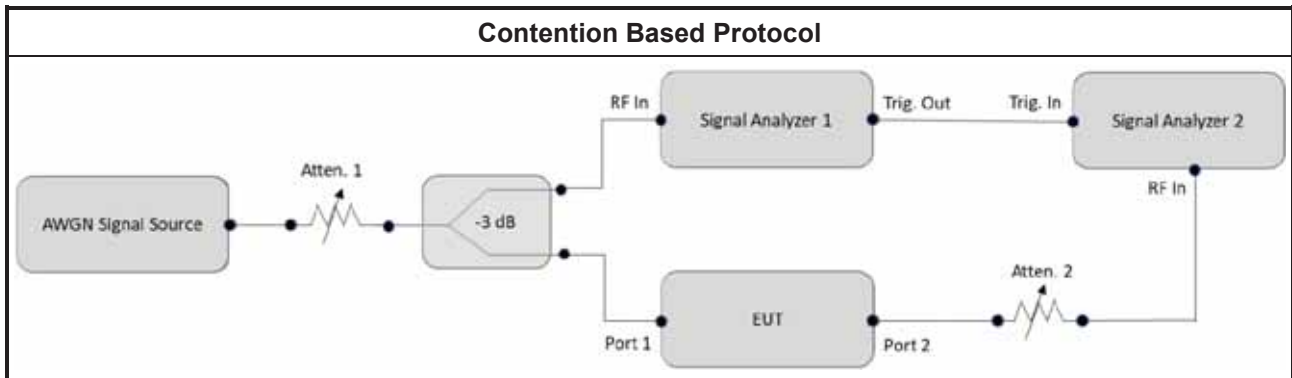 Contention Based Protocol
RF In
Signal Analyzer 1
Trig. Out
Trig. In
Signal Analyzer 2
RF In
Atten. 1
AWGN Signal Source
-3 dB
Atten. 2
EUT
Port 1
Port 2